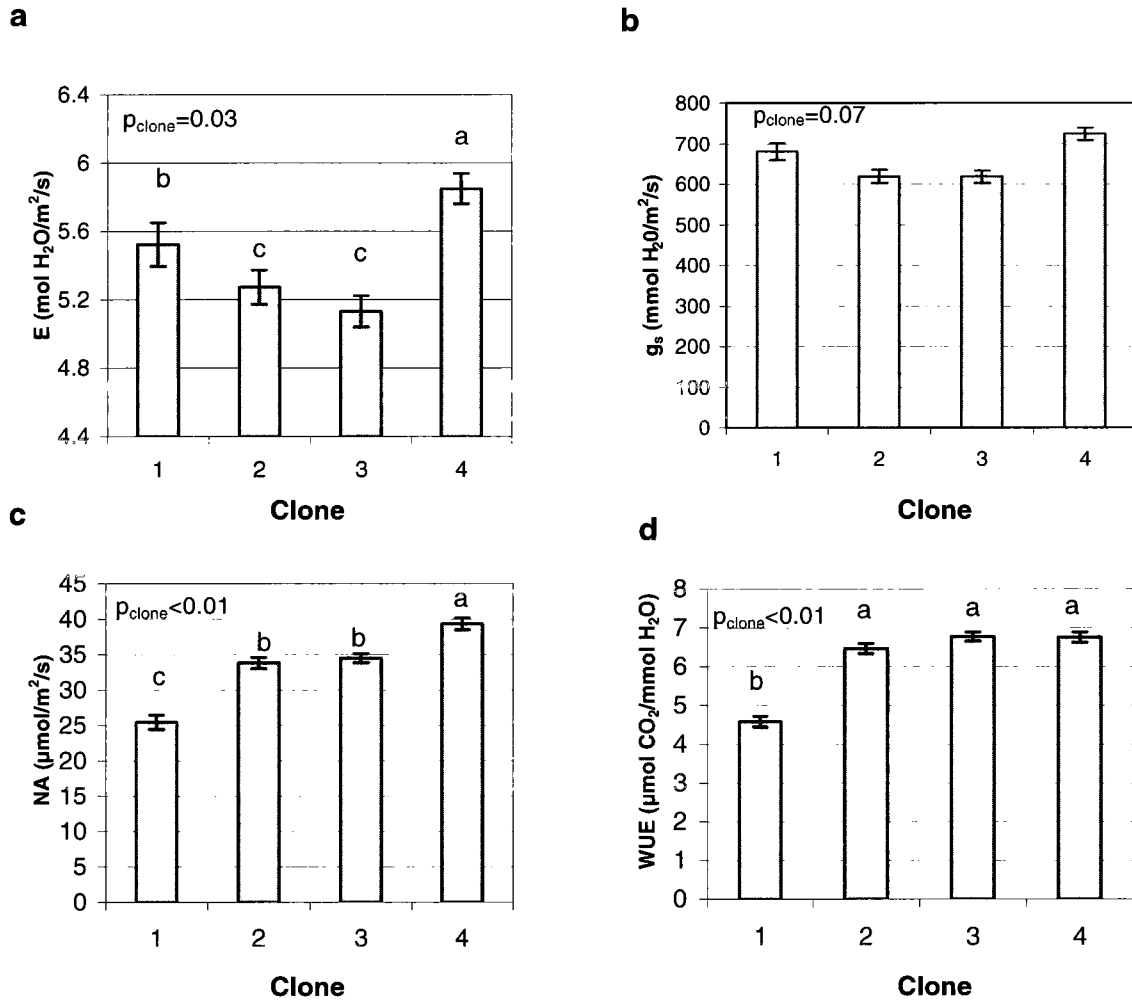 a
6.4
6
5.6
5.2
4.8
4.4
E (mol H₂O/m²/s)
p_clone=0.03
b
c
c
a
1 2 3 4
Clone
b
800
700
600
500
400
300
200
100
0
gₛ (mmol H₂0/m²/s)
p_clone=0.07
1 2 3 4
Clone
c
45
40
35
30
25
20
15
10
5
0
NA (µmol/m²/s)
p_clone<0.01
c
b
b
a
1 2 3 4
Clone
d
8
7
6
5
4
3
2
1
0
WUE (µmol CO₂/mmol H₂O)
p_clone<0.01
b
a
a
a
1 2 3 4
Clone